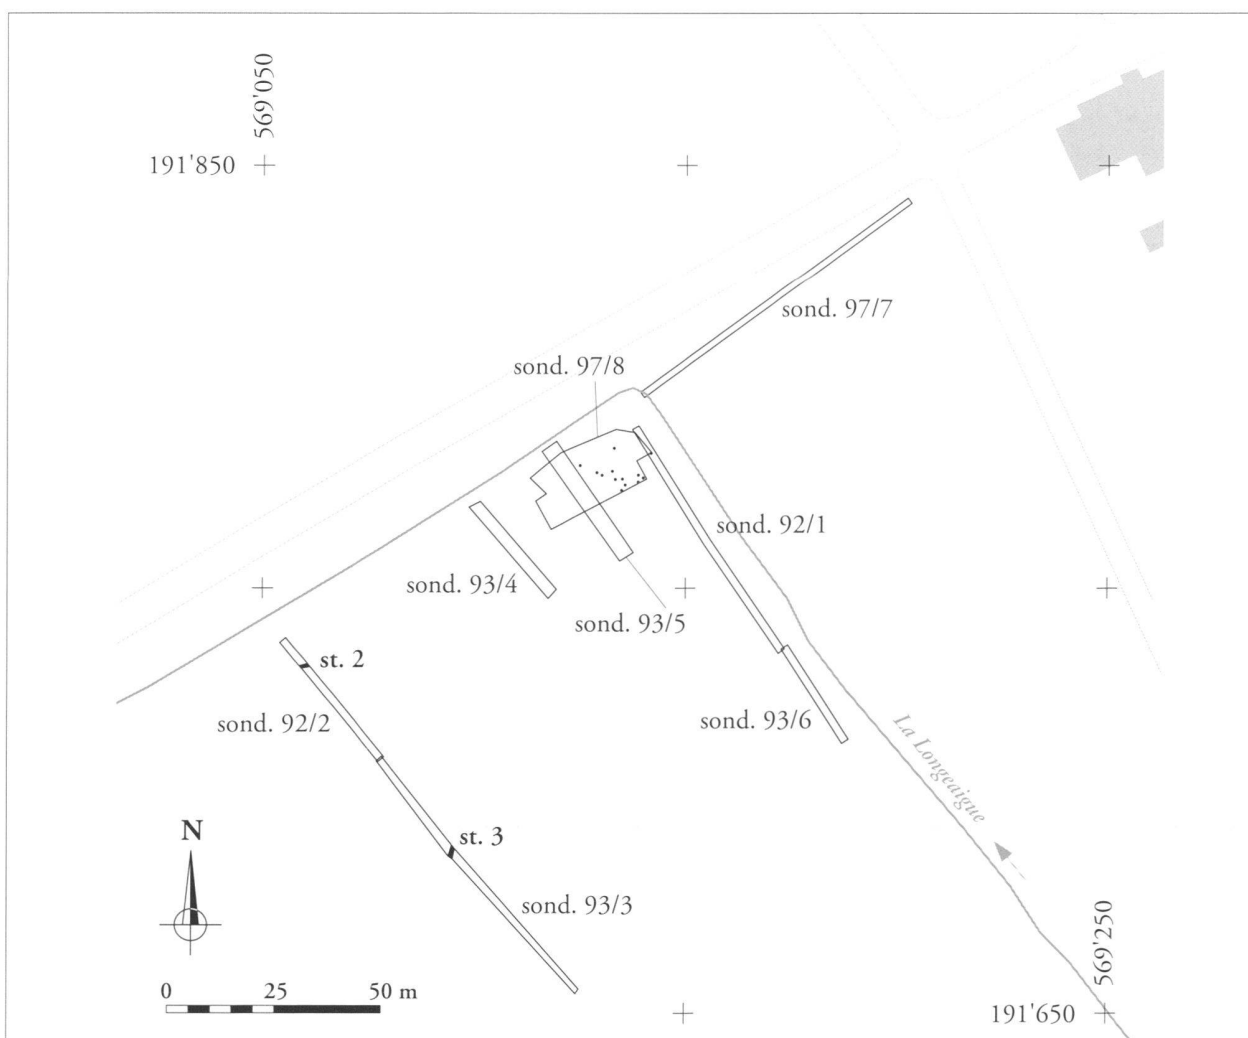 569'050
191'850
sond. 97/7
sond. 97/8
sond. 92/1
sond. 93/4
sond. 93/5
st. 2
sond. 92/2
sond. 93/6
La Longeaigue
N
st. 3
sond. 93/3
569'250
0 25 50 m
191'650